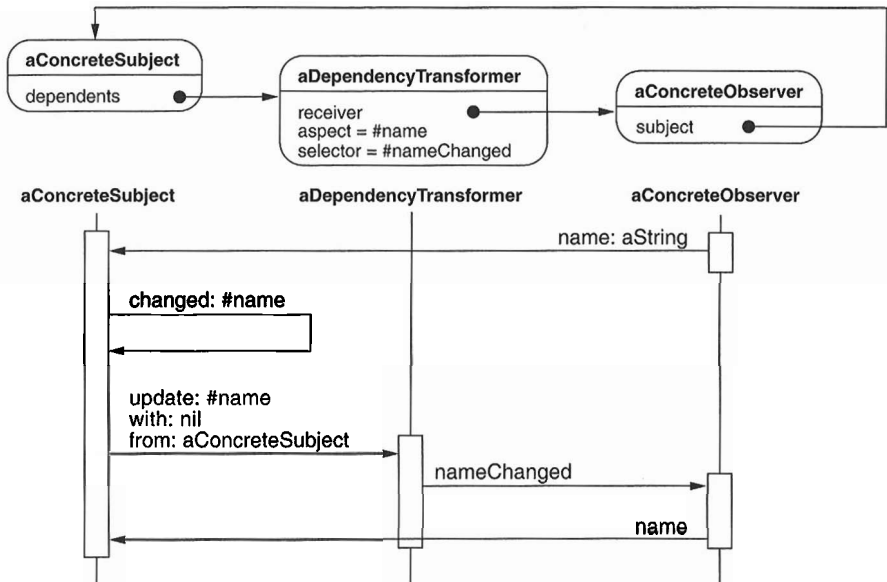 aConcreteSubject
dependents
aDependencyTransformer
receiver
aspect = #name
selector = #nameChanged
aConcreteObserver
subject
aConcreteSubject
aDependencyTransformer
aConcreteObserver
name: aString
changed: #name
update: #name
with: nil
from: aConcreteSubject
nameChanged
name